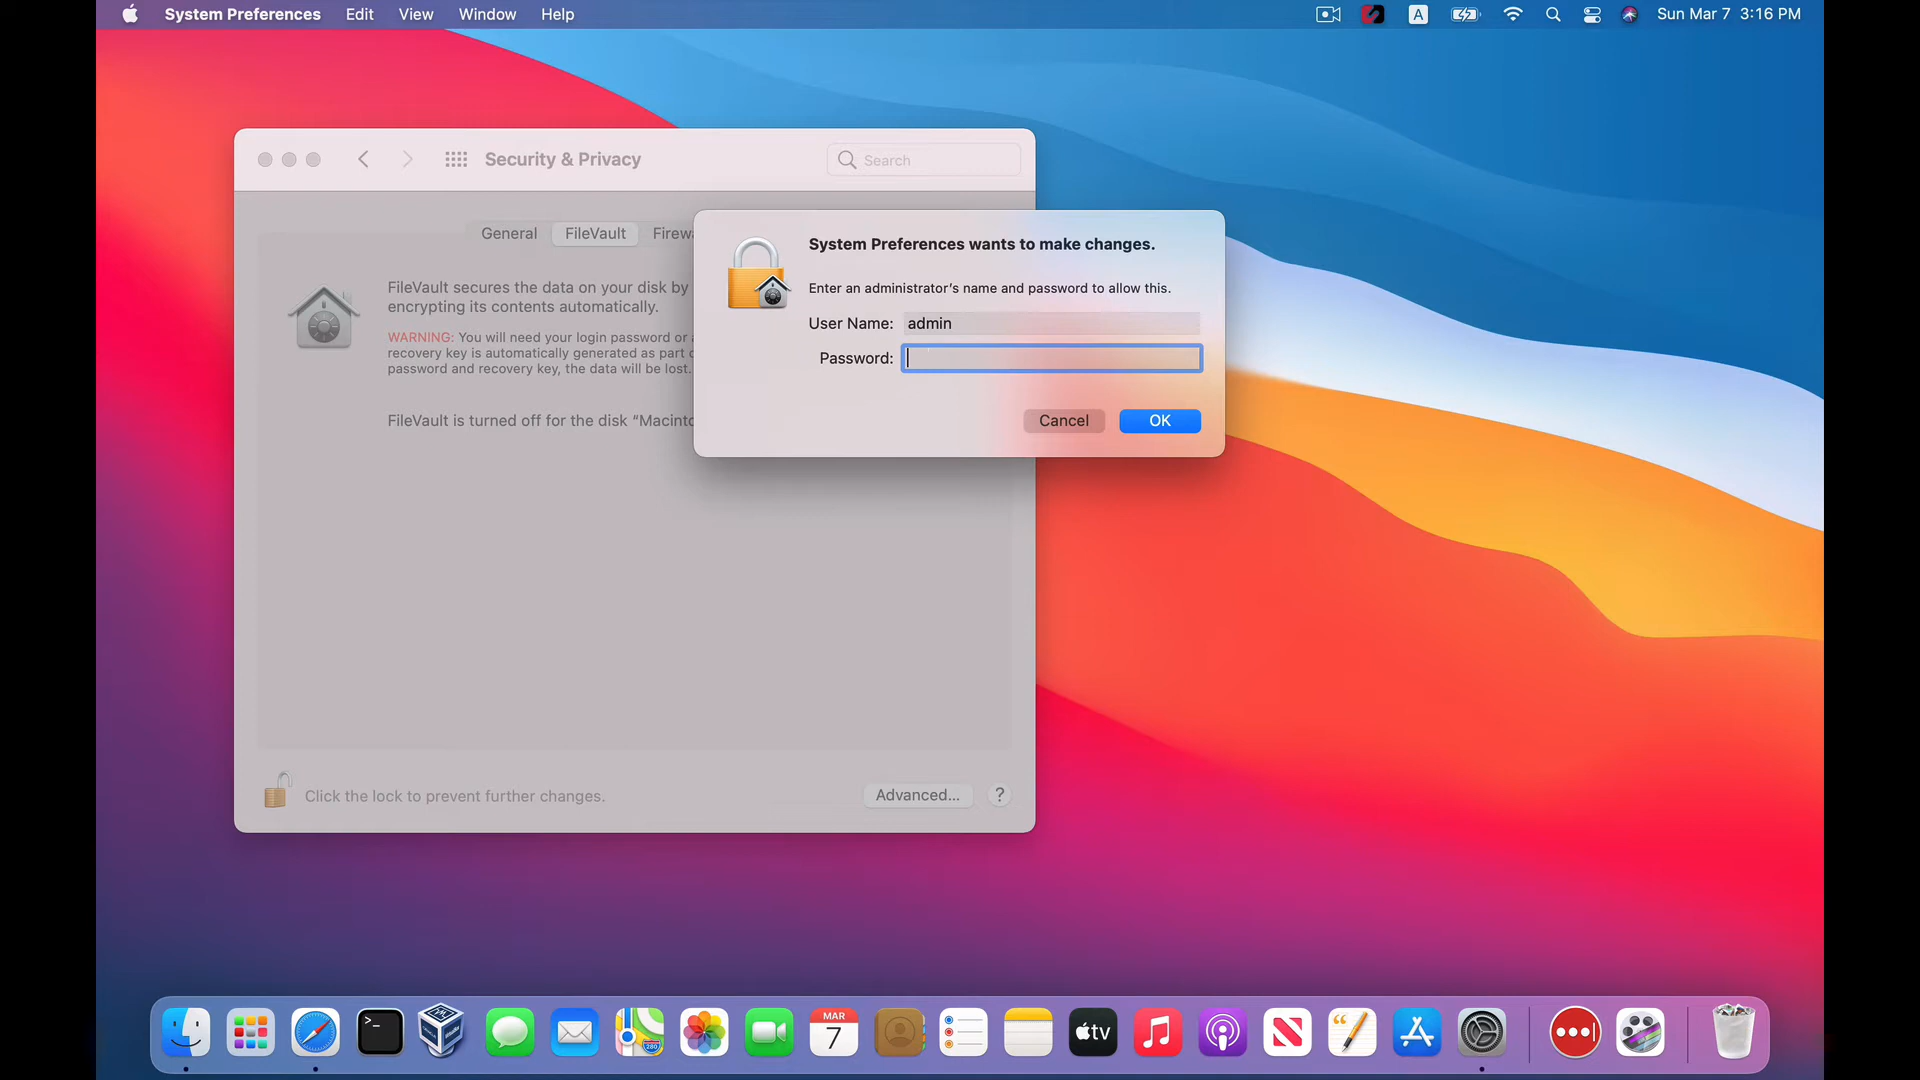 System Preferences Edit View Window Help
A
Sun Mar 7 3:16 PM
Security & Privacy
Search
General FileVault Firewa
FileVault secures the data on your disk by
encrypting its contents automatically.
WARNING: You will need your login password or a
recovery key is automatically generated as part o
password and recovery key, the data will be lost.
FileVault is turned off for the disk “Macinto
System Preferences wants to make changes.
Enter an administrator’s name and password to allow this.
User Name: admin
Password:
Cancel OK
Click the lock to prevent further changes.
Advanced... ?
>_
280
MAR
7
tv